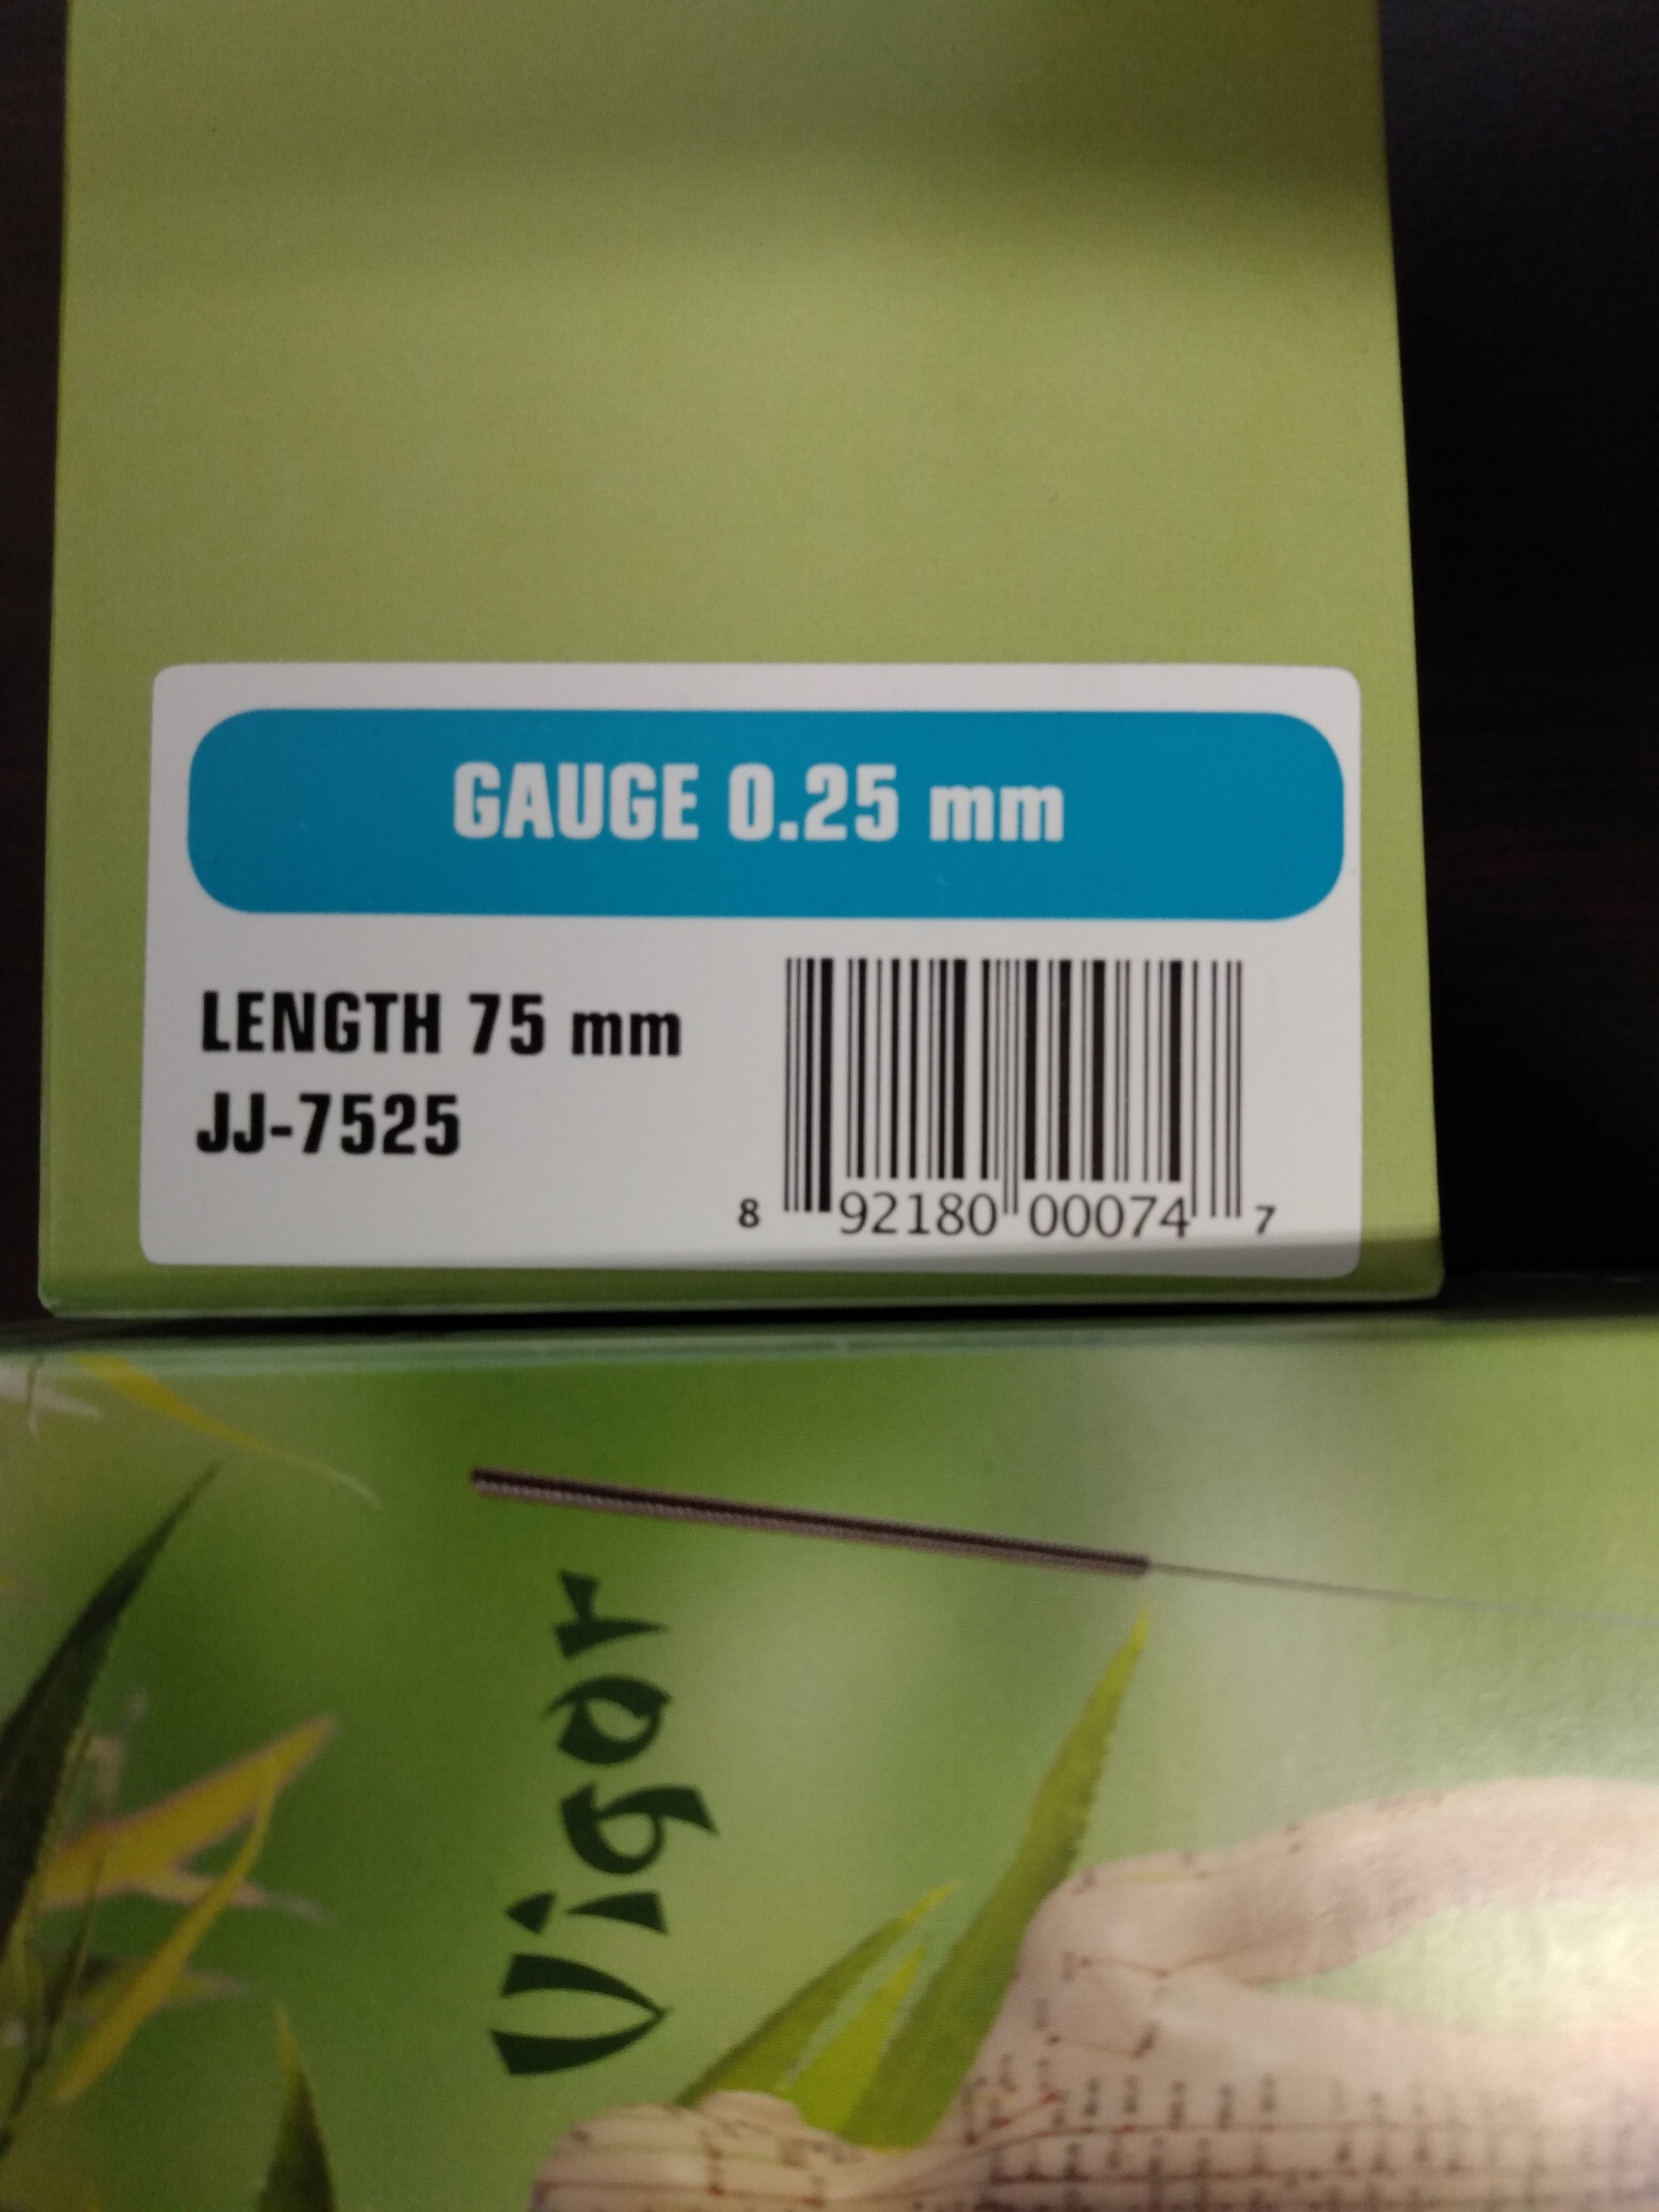 GAUGE 0.25 mm
LENGTH 75 mm
JJ-7525
8 92180 00074 7
Vigor